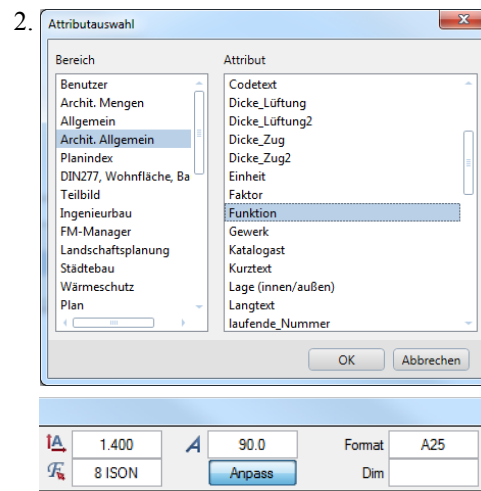 2.
Attributauswahl
Bereich
Benutzer
Archit. Mengen
Allgemein
Archit. Allgemein
Planindex
DIN277, Wohnfläche, Ba
Teilbild
Ingenieurbau
FM-Manager
Landschaftsplanung
Städtebau
Wärmeschutz
Plan
Attribut
Codetext
Dicke_Lüftung
Dicke_Lüftung2
Dicke_Zug
Dicke_Zug2
Einheit
Faktor
Funktion
Gewerk
Katalogast
Kurztext
Lage (innen/außen)
Langtext
laufende_Nummer
OK Abbrechen
A 1.400 A 90.0 Format A25
F 8 ISON Anpass Dim